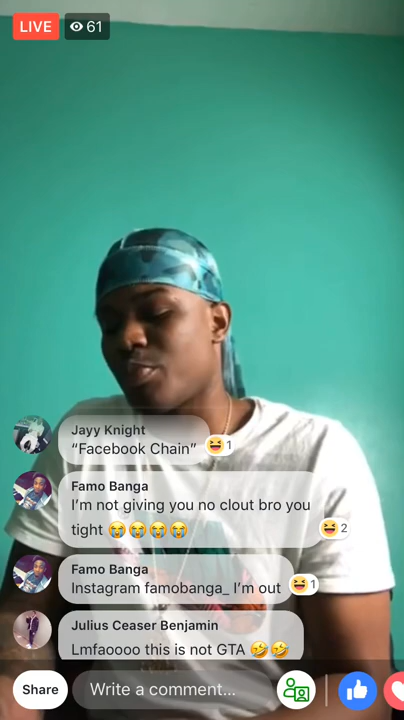 LIVE 61
Jayy Knight
“Facebook Chain” 1
Famo Banga
I’m not giving you no clout bro you
tight 😭😭😭😭 2
Famo Banga
Instagram famobanga_ I’m out 1
Julius Ceaser Benjamin
Lmfaoooo this is not GTA 🤣🤣
Share Write a comment...